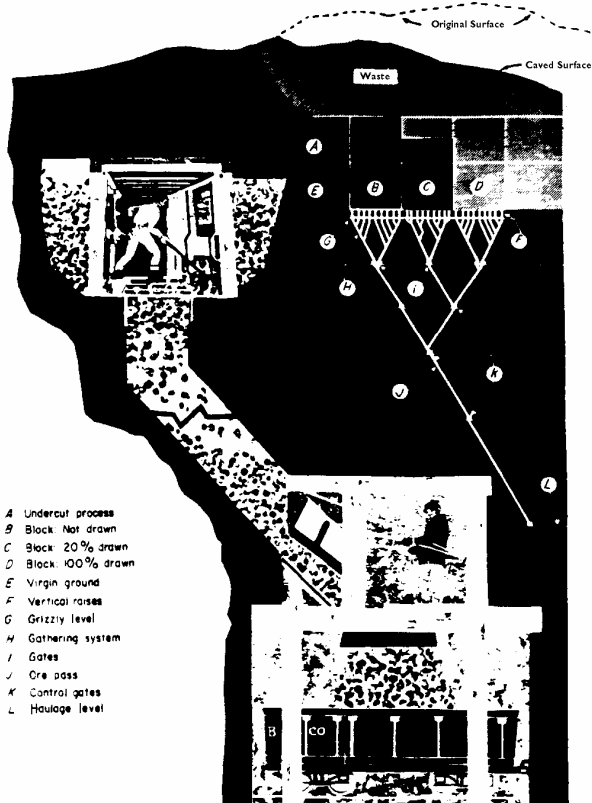 Original Surface
Caved Surface
Waste
A
E
B
C
D
G
F
H
I
K
J
L
A Undercut process
B Block: Not drawn
C Block: 20% drawn
D Block: 100% drawn
E Virgin ground
F Vertical raises
G Grizzly level
H Gathering system
I Gates
J Ore pass
K Control gates
L Haulage level
B CO